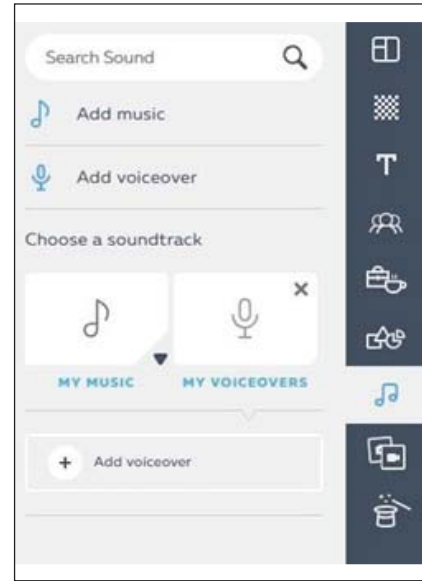 Search Sound
Add music
Add voiceover
Choose a soundtrack
MY MUSIC MY VOICEOVERS
+ Add voiceover